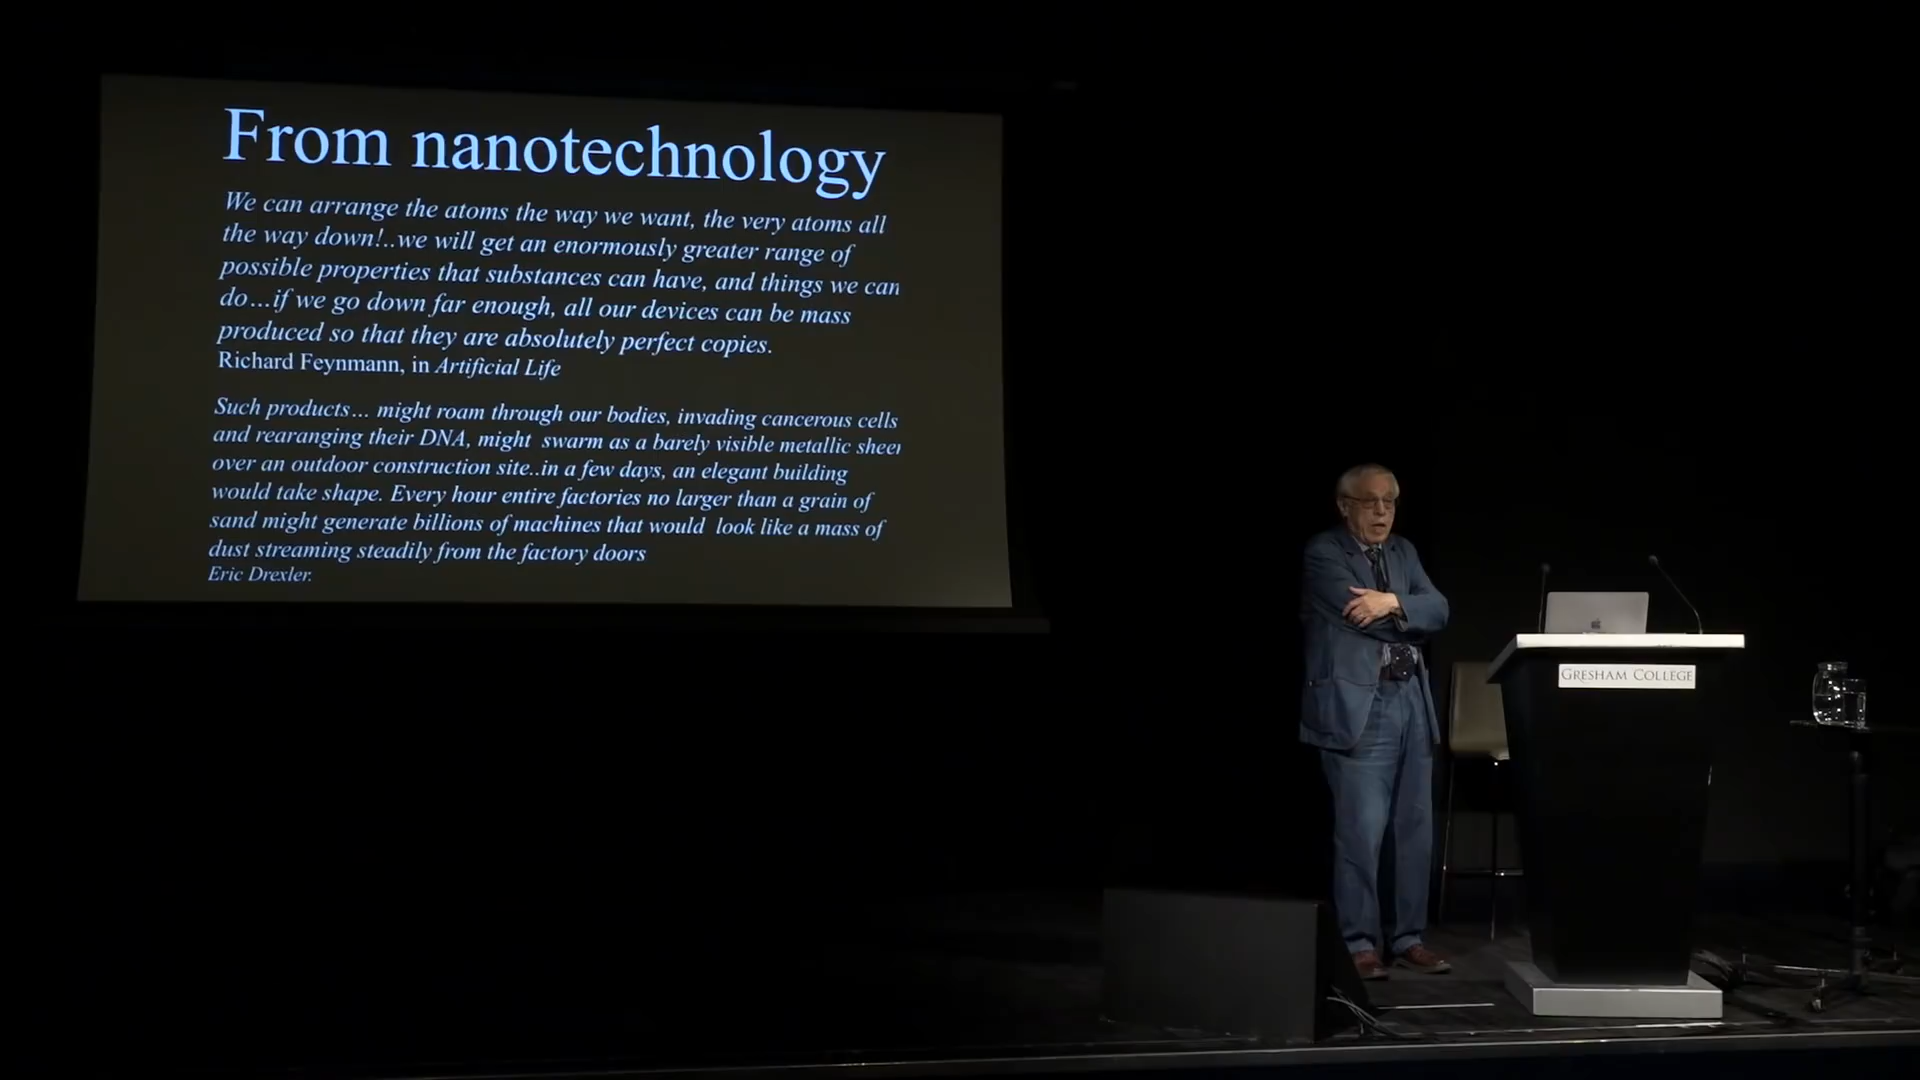 From nanotechnology
We can arrange the atoms the way we want, the very atoms all
the way down!..we will get an enormously greater range of
possible properties that substances can have, and things we can
do...if we go down far enough, all our devices can be mass
produced so that they are absolutely perfect copies.
Richard Feynmann, in Artificial Life
Such products... might roam through our bodies, invading cancerous cells
and rearanging their DNA, might swarm as a barely visible metallic sheen
over an outdoor construction site..in a few days, an elegant building
would take shape. Every hour entire factories no larger than a grain of
sand might generate billions of machines that would look like a mass of
dust streaming steadily from the factory doors
Eric Drexler.
GRESHAM COLLEGE